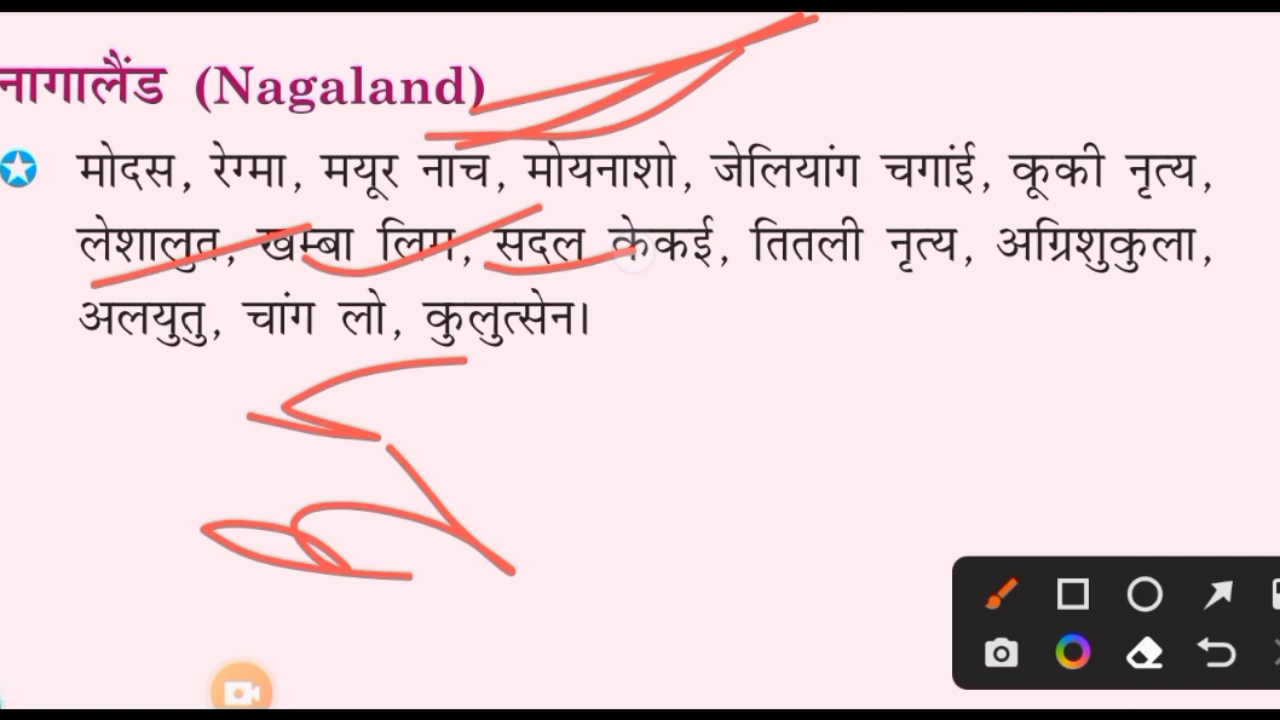 नागालैंड (Nagaland)
मोदस, रेग्मा, मयूर नाच, मोयनाशो, जेलियांग चगांई, कूकी नृत्य,
लेशालुत, खम्बा लिम, सदल केकई, तितली नृत्य, अग्रिशुकुला,
अलयुतु, चांग लो, कुलुत्सेन।